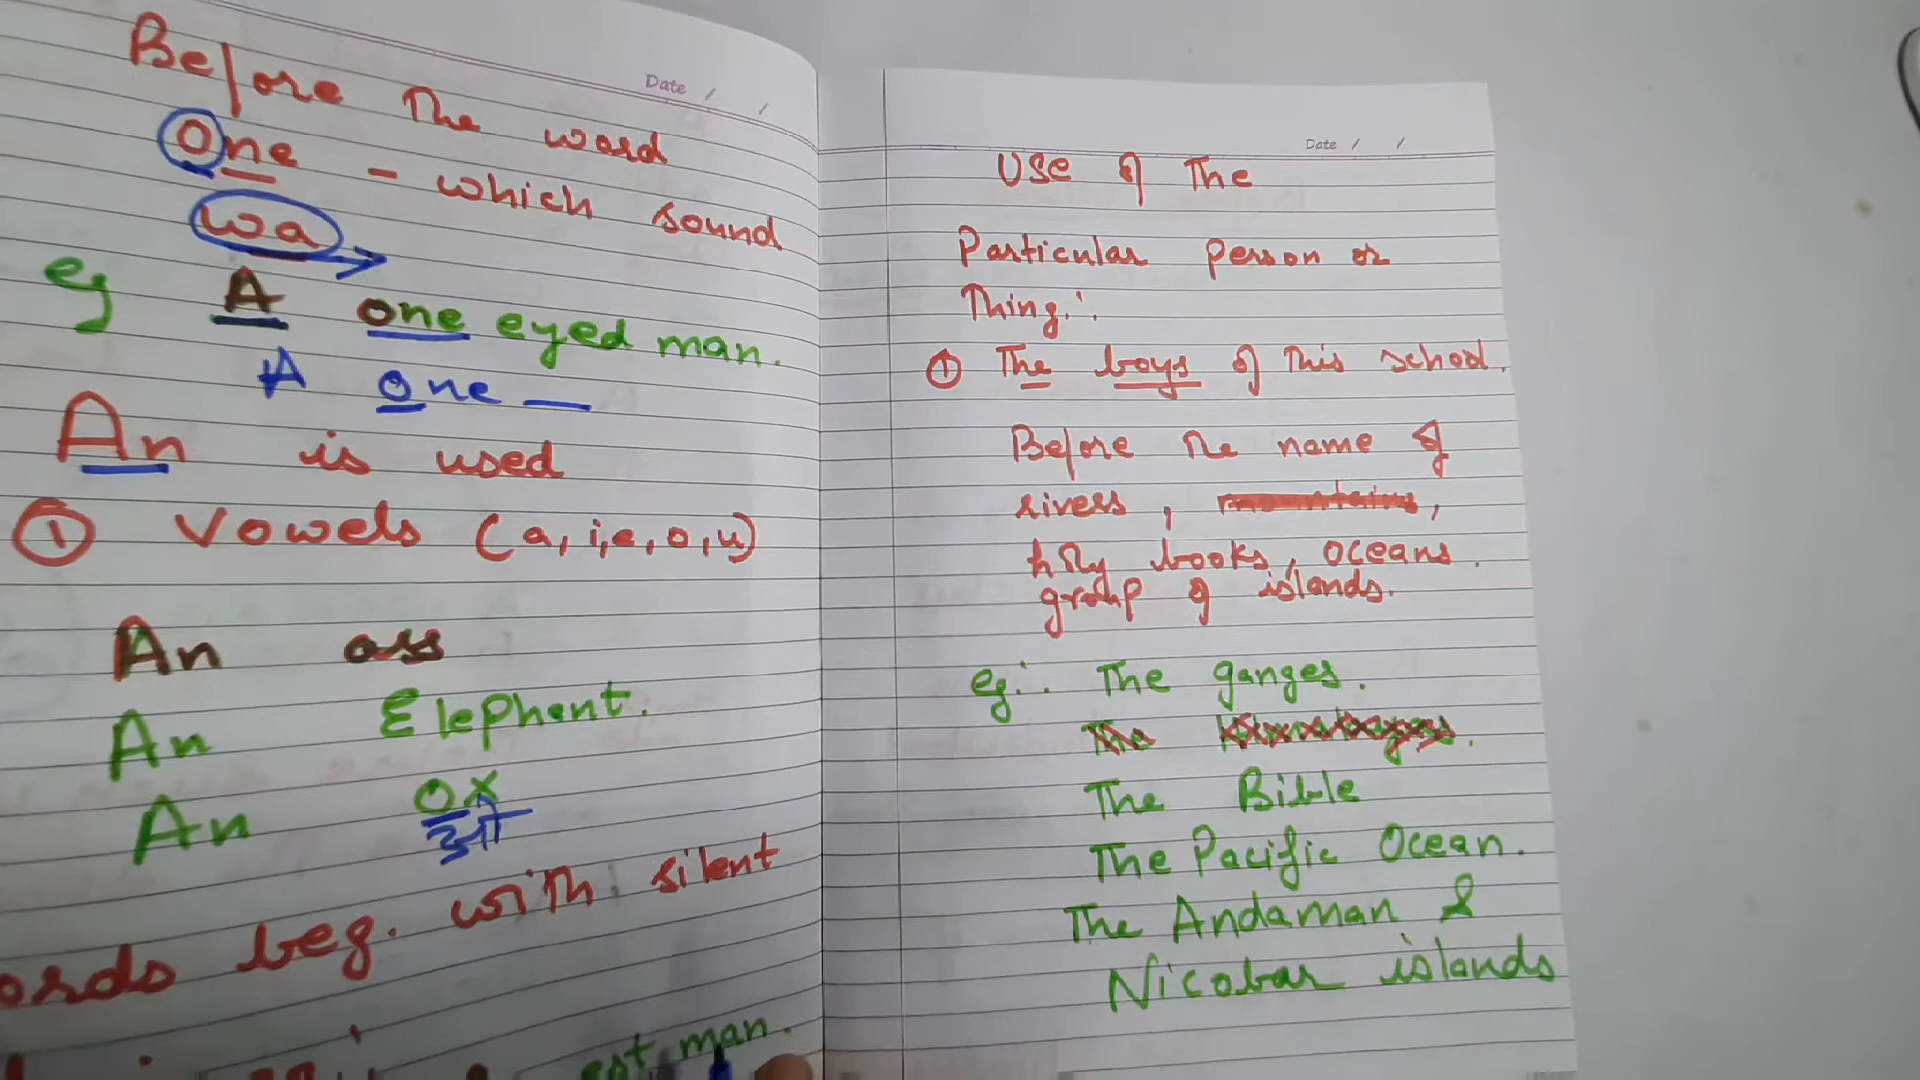 Date / /
Before The word
One - which sound
wa
eg A one eyed man.
A one —
An is used
① Vowels (a, i, e, o, u)
An ass
An Elephant.
An ox
ओ
ords beg. with silent
est man.
Date / /
Use of The
Particular Person or
Thing:.
① The boys of This school.
Before The name of
rivers, mountains,
holy books, oceans.
group of islands.
eg:. The ganges.
The
The Bible
The Pacific Ocean.
The Andaman &
Nicobar islands